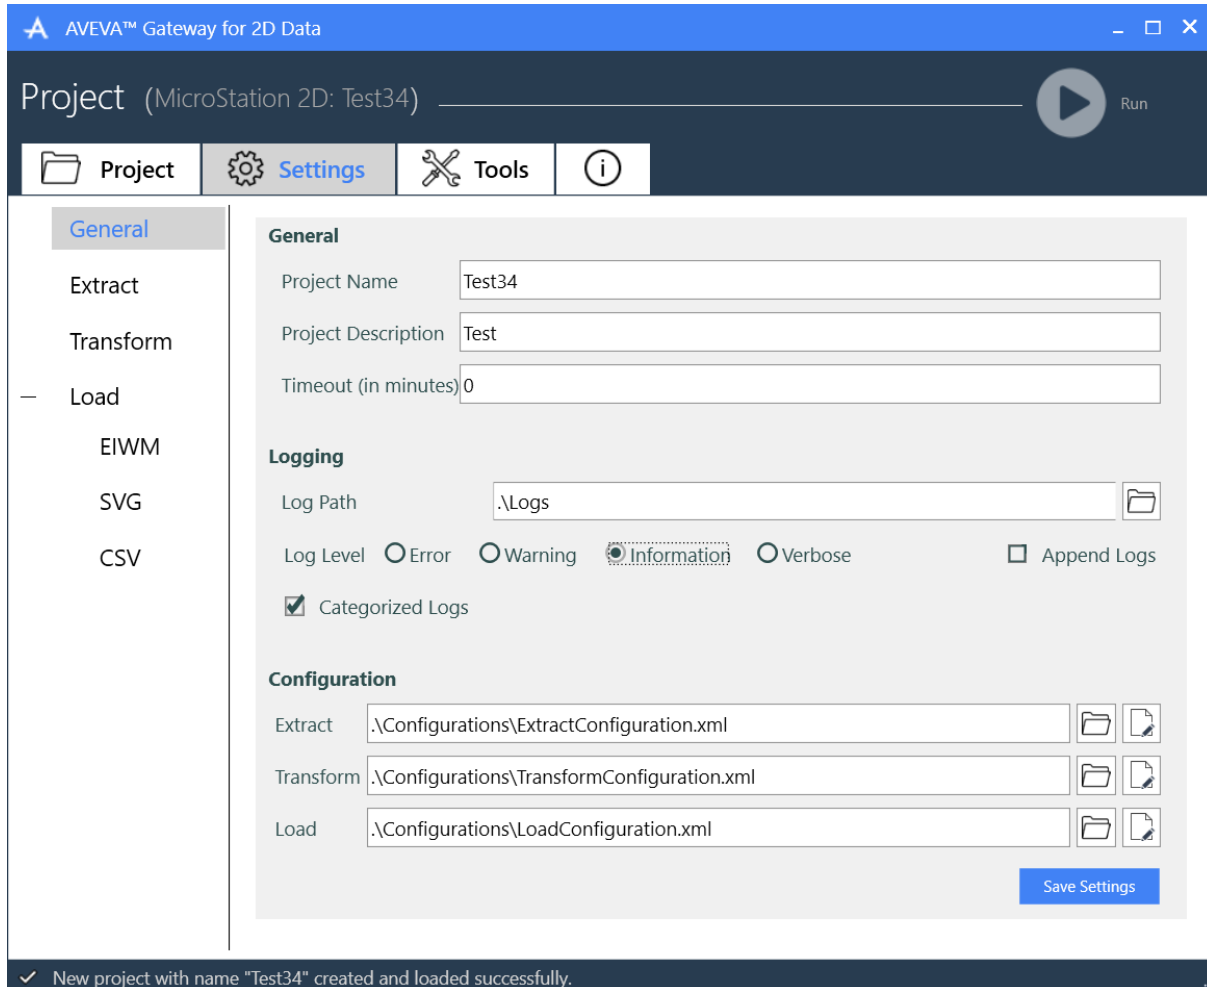 AVEVA™ Gateway for 2D Data
Project (MicroStation 2D: Test34)
Run
Project Settings Tools
General
Extract
Transform
Load
EIWM
SVG
CSV
General
Project Name Test34
Project Description Test
Timeout (in minutes) 0
Logging
Log Path .\Logs
Log Level Error Warning Information Verbose Append Logs
Categorized Logs
Configuration
Extract .\Configurations\ExtractConfiguration.xml
Transform .\Configurations\TransformConfiguration.xml
Load .\Configurations\LoadConfiguration.xml
Save Settings
New project with name "Test34" created and loaded successfully.